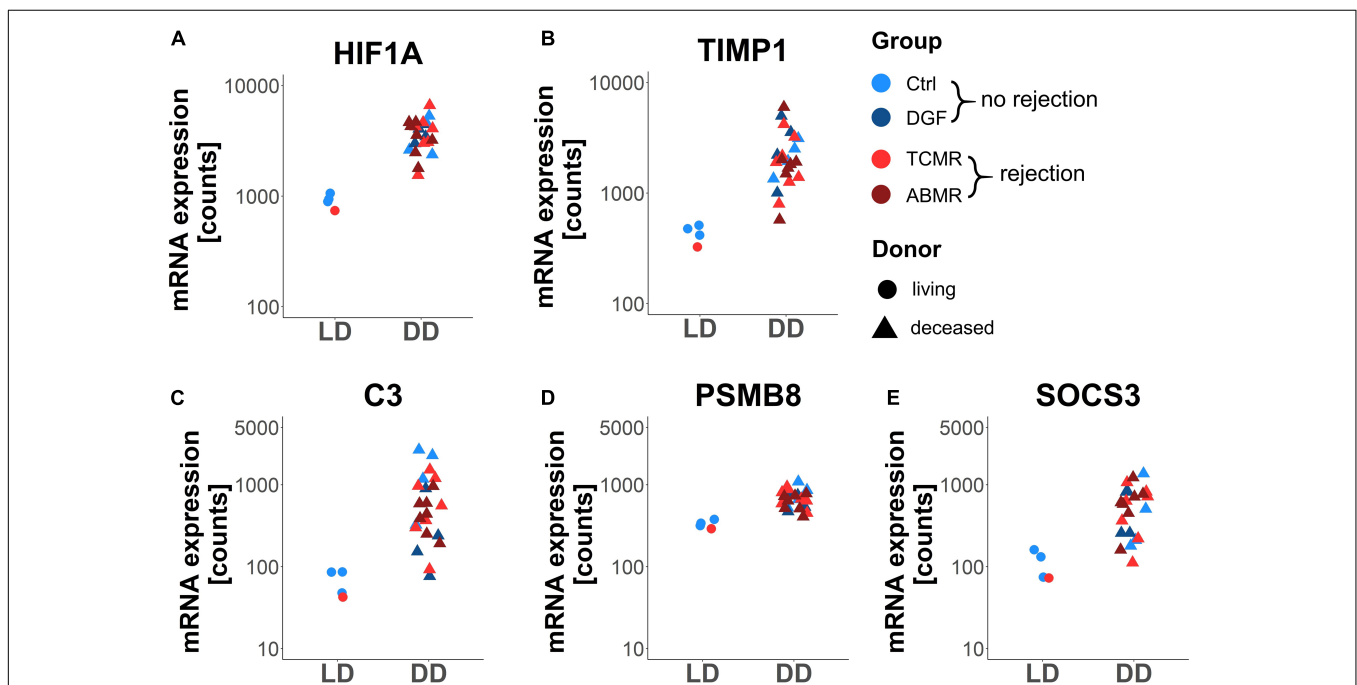 A
HIF1A
mRNA expression
[counts]
10000
1000
100
LD DD
B
TIMP1
mRNA expression
[counts]
10000
1000
100
LD DD
Group
Ctrl
DGF
no rejection
TCMR
ABMR
rejection
Donor
living
deceased
C
C3
mRNA expression
[counts]
5000
1000
100
10
LD DD
D
PSMB8
mRNA expression
[counts]
5000
1000
100
10
LD DD
E
SOCS3
mRNA expression
[counts]
5000
1000
100
10
LD DD